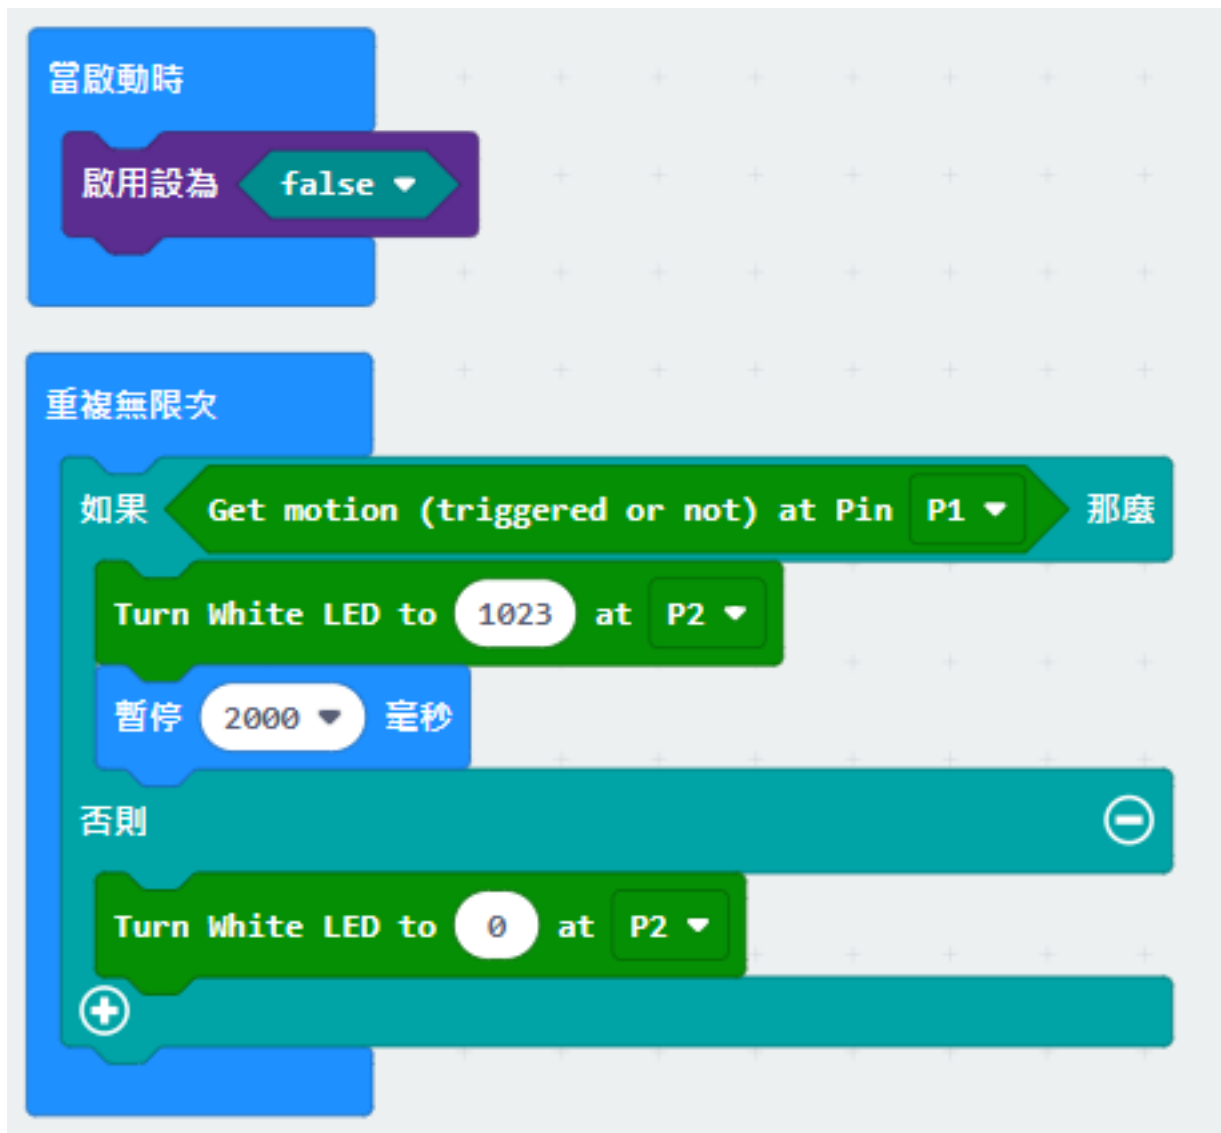 當啟動時
啟用設為 false
重複無限次
如果 Get motion (triggered or not) at Pin P1 那麼
Turn White LED to 1023 at P2
暫停 2000 毫秒
否則
Turn White LED to 0 at P2